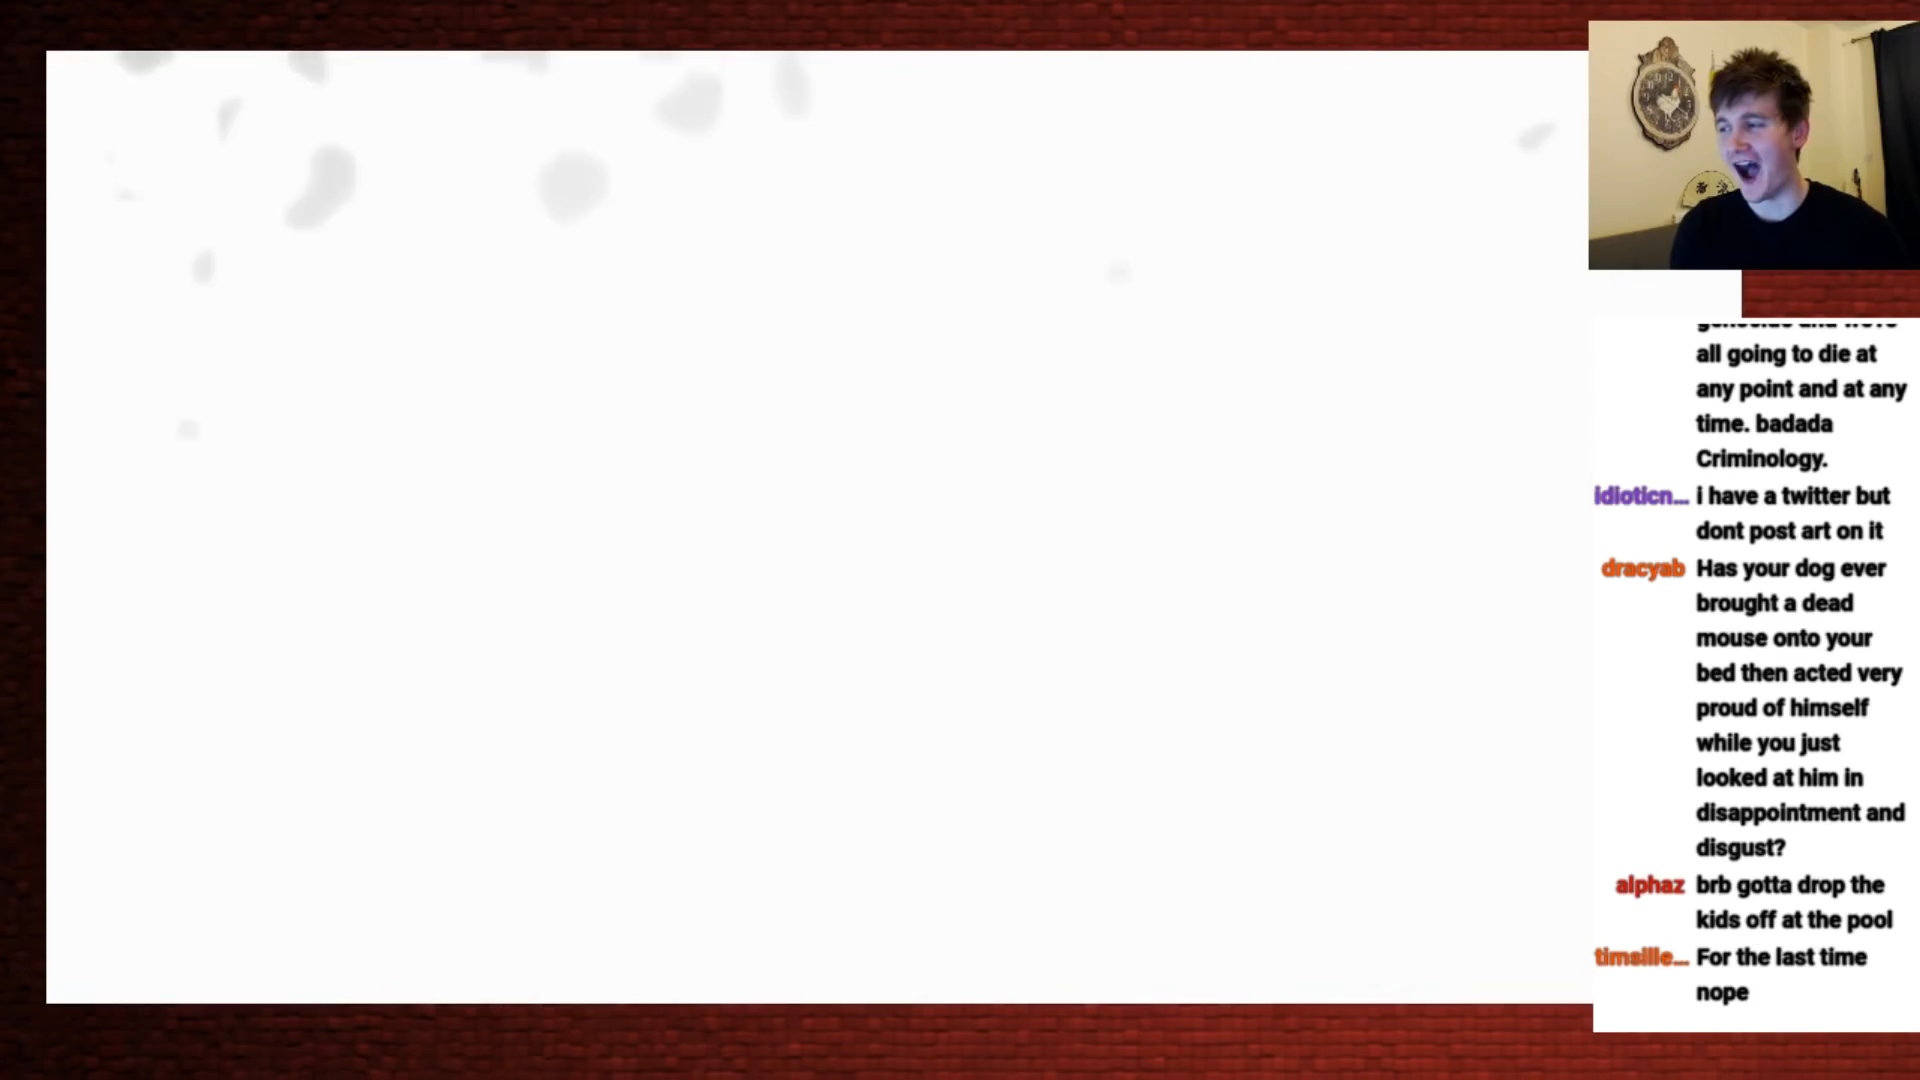 all going to die at
any point and at any
time. badada
Criminology.
idioticn... i have a twitter but
dont post art on it
dracyab Has your dog ever
brought a dead
mouse onto your
bed then acted very
proud of himself
while you just
looked at him in
disappointment and
disgust?
alphaz brb gotta drop the
kids off at the pool
timsille... For the last time
nope